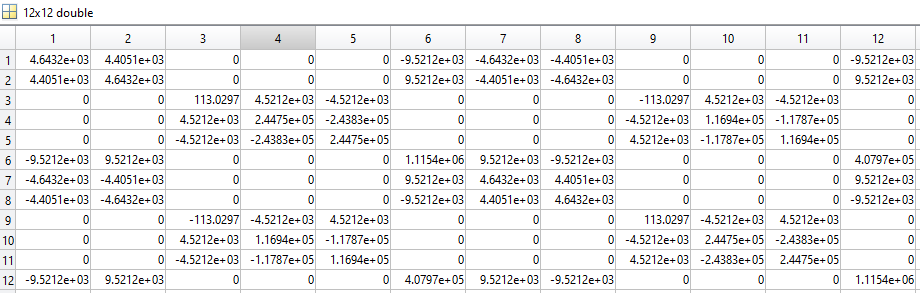 12x12 double
1 2 3 4 5 6 7 8 9 10 11 12
1 4.6432e+03 4.4051e+03 0 0 0 -9.5212e+03 -4.6432e+03 -4.4051e+03 0 0 0 -9.5212e+03
2 4.4051e+03 4.6432e+03 0 0 0 9.5212e+03 -4.4051e+03 -4.6432e+03 0 0 0 9.5212e+03
3 0 0 113.0297 4.5212e+03 -4.5212e+03 0 0 0 -113.0297 4.5212e+03 -4.5212e+03 0
4 0 0 4.5212e+03 2.4475e+05 -2.4383e+05 0 0 0 -4.5212e+03 1.1694e+05 -1.1787e+05 0
5 0 0 -4.5212e+03 -2.4383e+05 2.4475e+05 0 0 0 4.5212e+03 -1.1787e+05 1.1694e+05 0
6 -9.5212e+03 9.5212e+03 0 0 0 1.1154e+06 9.5212e+03 -9.5212e+03 0 0 0 4.0797e+05
7 -4.6432e+03 -4.4051e+03 0 0 0 9.5212e+03 4.6432e+03 4.4051e+03 0 0 0 9.5212e+03
8 -4.4051e+03 -4.6432e+03 0 0 0 -9.5212e+03 4.4051e+03 4.6432e+03 0 0 0 -9.5212e+03
9 0 0 -113.0297 -4.5212e+03 4.5212e+03 0 0 0 113.0297 -4.5212e+03 4.5212e+03 0
10 0 0 4.5212e+03 1.1694e+05 -1.1787e+05 0 0 0 -4.5212e+03 2.4475e+05 -2.4383e+05 0
11 0 0 -4.5212e+03 -1.1787e+05 1.1694e+05 0 0 0 4.5212e+03 -2.4383e+05 2.4475e+05 0
12 -9.5212e+03 9.5212e+03 0 0 0 4.0797e+05 9.5212e+03 -9.5212e+03 0 0 0 1.1154e+06